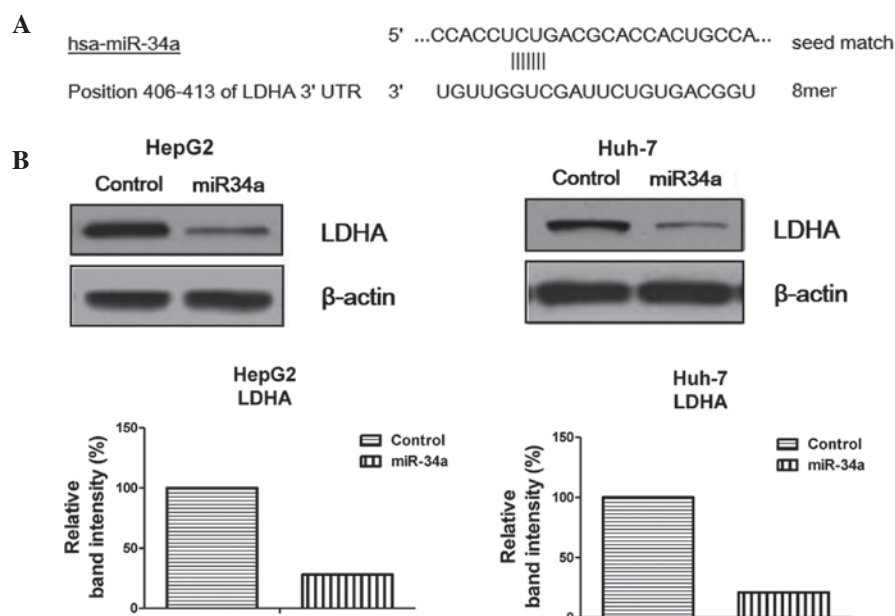 A
hsa-miR-34a 5' ...CCACCUCUGACGCACCACUGCCA... seed match
Position 406-413 of LDHA 3' UTR 3' UGUUGGUCGAUUCUGUGACGGU 8mer
B
HepG2
Control miR34a
LDHA
β-actin
Huh-7
Control miR34a
LDHA
β-actin
HepG2
LDHA
Relative
band intensity (%)
150
100
50
0
Control
miR-34a
Huh-7
LDHA
Relative
band intensity (%)
150
100
50
0
Control
miR-34a